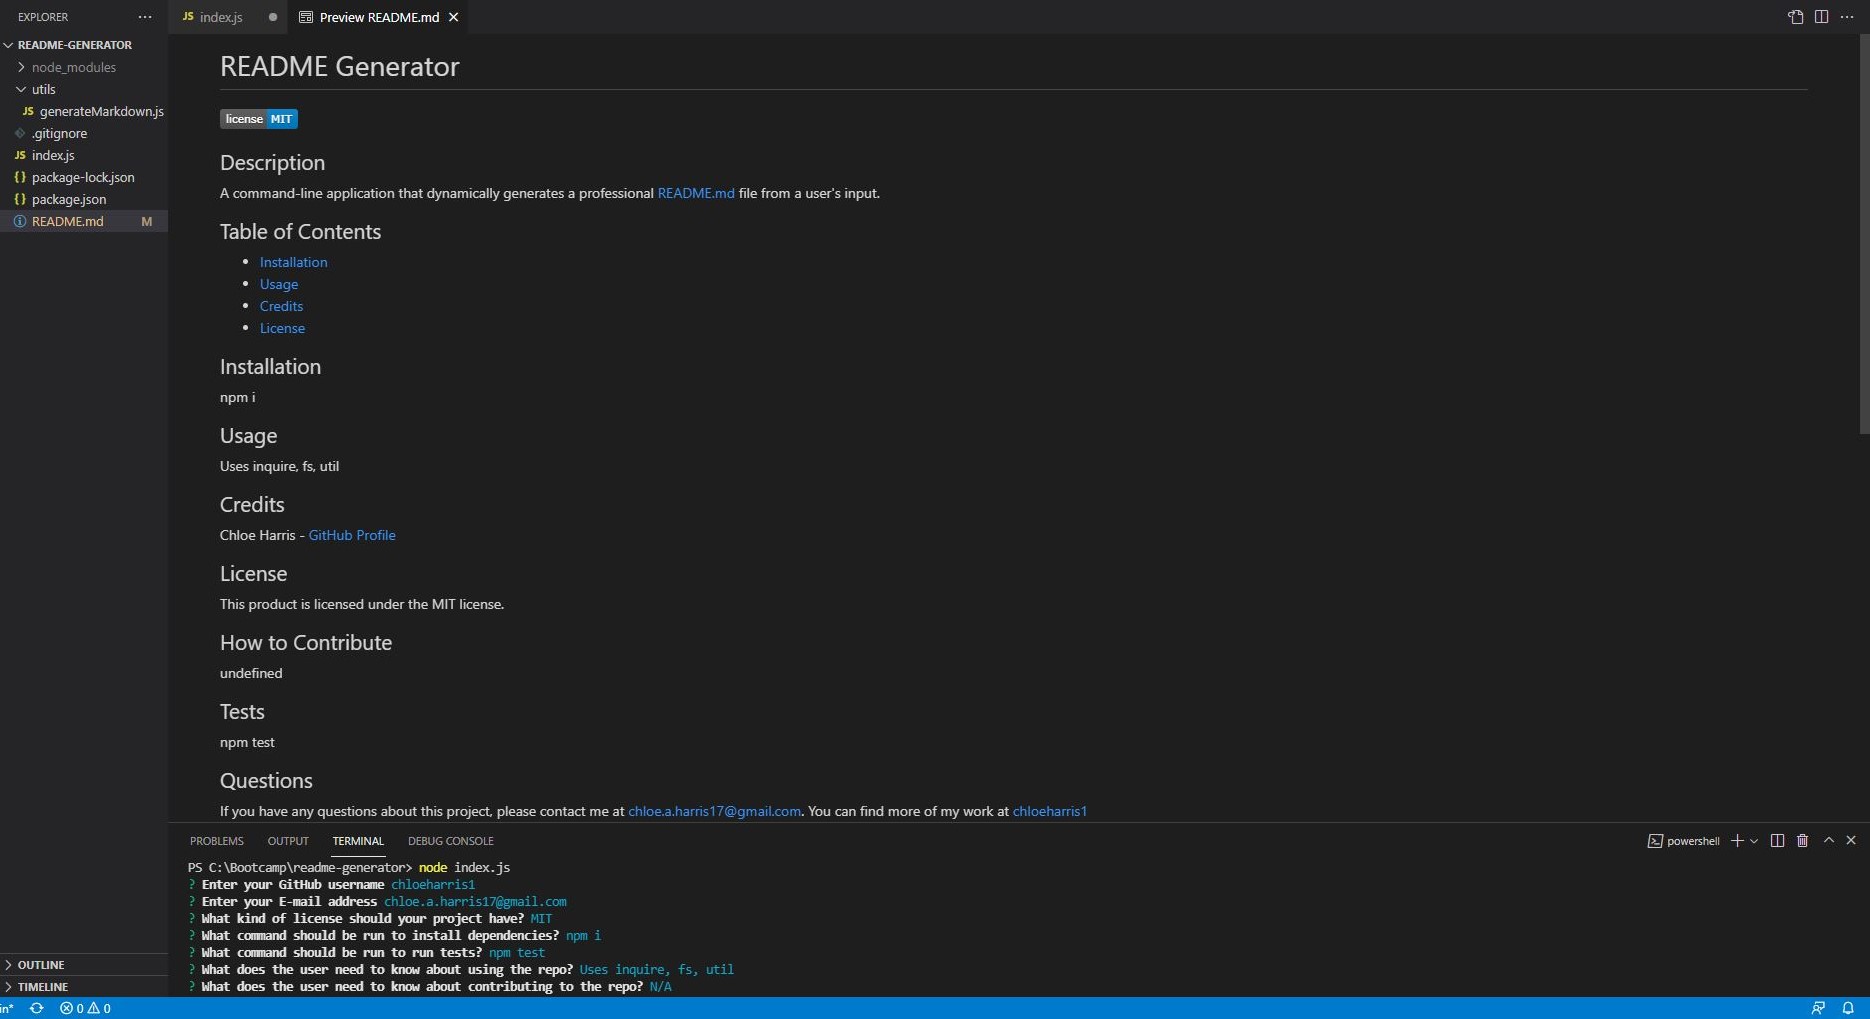 EXPLORER
README-GENERATOR
node_modules
utils
JS generateMarkdown.js
.gitignore
JS index.js
{} package-lock.json
{} package.json
README.md M
OUTLINE
TIMELINE
JS index.js
Preview README.md
README Generator
license MIT
Description
A command-line application that dynamically generates a professional README.md file from a user's input.
Table of Contents
• Installation
• Usage
• Credits
• License
Installation
npm i
Usage
Uses inquire, fs, util
Credits
Chloe Harris - GitHub Profile
License
This product is licensed under the MIT license.
How to Contribute
undefined
Tests
npm test
Questions
If you have any questions about this project, please contact me at chloe.a.harris17@gmail.com. You can find more of my work at chloeharris1
PROBLEMS OUTPUT TERMINAL DEBUG CONSOLE
powershell
PS C:\Bootcamp\readme-generator> node index.js
? Enter your GitHub username chloeharris1
? Enter your E-mail address chloe.a.harris17@gmail.com
? What kind of license should your project have? MIT
? What command should be run to install dependencies? npm i
? What command should be run to run tests? npm test
? What does the user need to know about using the repo? Uses inquire, fs, util
? What does the user need to know about contributing to the repo? N/A
in* 0 0